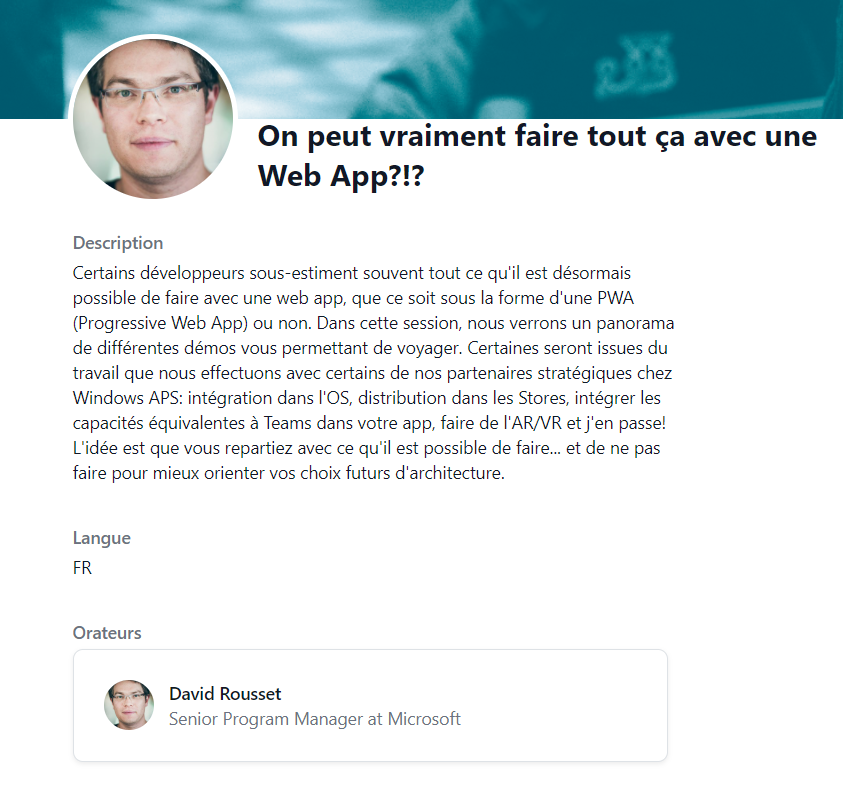 On peut vraiment faire tout ça avec une
Web App?!?
Description
Certains développeurs sous-estiment souvent tout ce qu'il est désormais
possible de faire avec une web app, que ce soit sous la forme d'une PWA
(Progressive Web App) ou non. Dans cette session, nous verrons un panorama
de différentes démos vous permettant de voyager. Certaines seront issues du
travail que nous effectuons avec certains de nos partenaires stratégiques chez
Windows APS: intégration dans l'OS, distribution dans les Stores, intégrer les
capacités équivalentes à Teams dans votre app, faire de l'AR/VR et j'en passe!
L'idée est que vous repartiez avec ce qu'il est possible de faire... et de ne pas
faire pour mieux orienter vos choix futurs d'architecture.
Langue
FR
Orateurs
David Rousset
Senior Program Manager at Microsoft